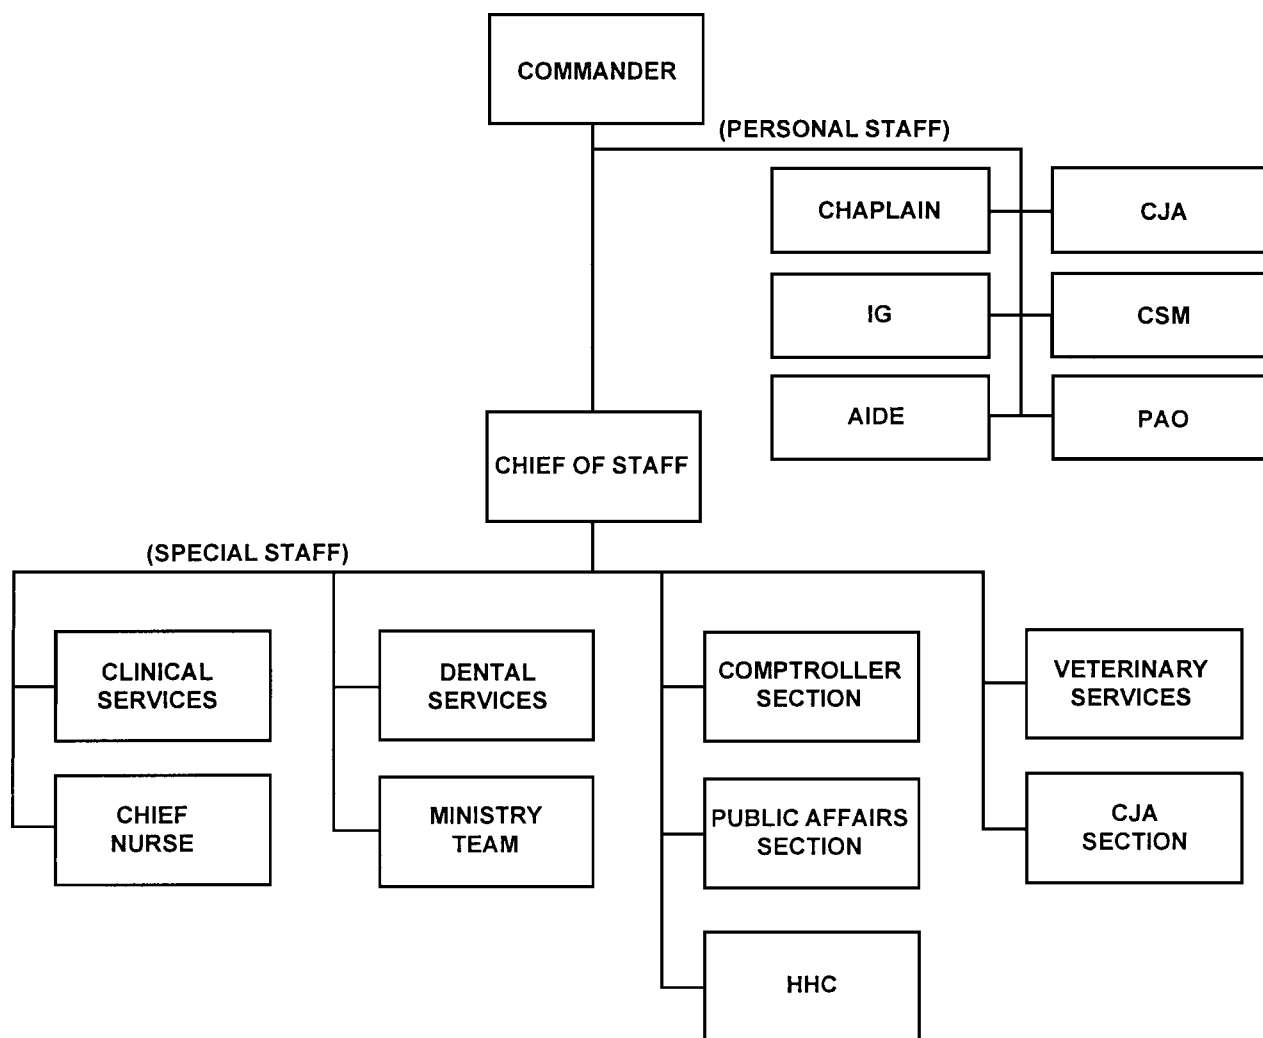 COMMANDER
(PERSONAL STAFF)
CHAPLAIN
CJA
IG
CSM
AIDE
PAO
CHIEF OF STAFF
(SPECIAL STAFF)
CLINICAL
SERVICES
DENTAL
SERVICES
COMPTROLLER
SECTION
VETERINARY
SERVICES
CHIEF
NURSE
MINISTRY
TEAM
PUBLIC AFFAIRS
SECTION
CJA
SECTION
HHC